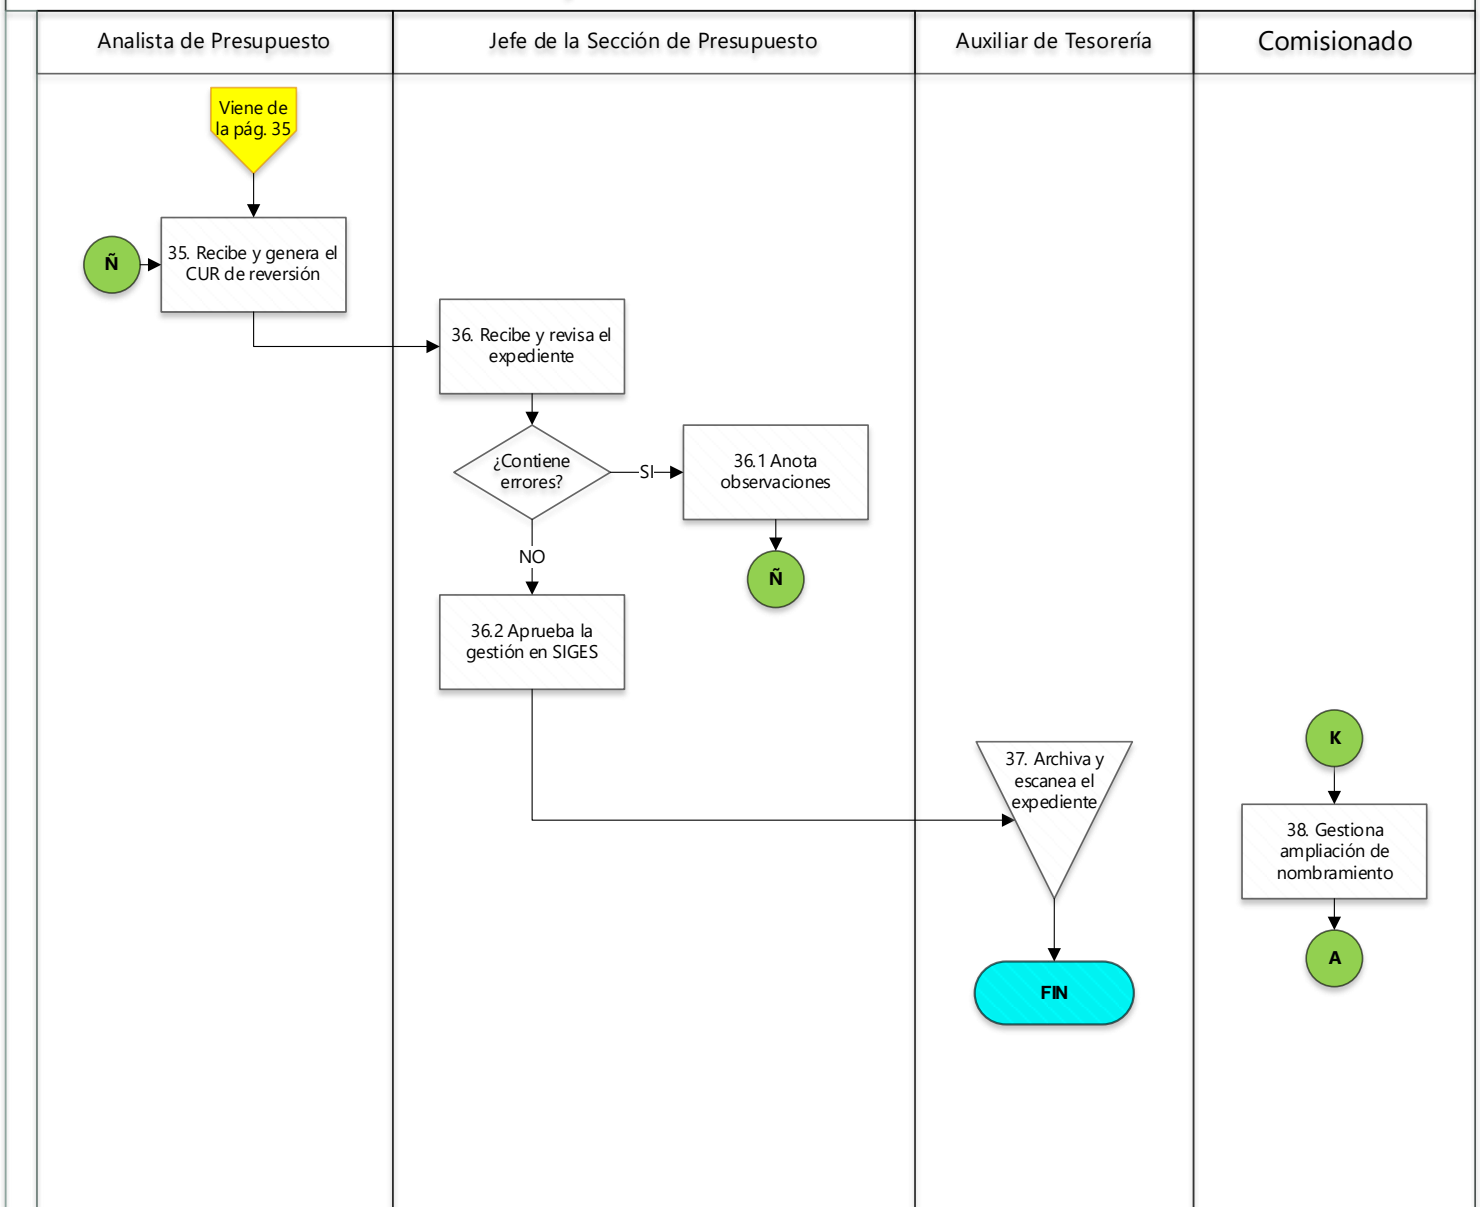 Analista de Presupuesto
Jefe de la Sección de Presupuesto
Auxiliar de Tesorería
Comisionado
Viene de
la pág. 35
Ñ
35. Recibe y genera el
CUR de reversión
36. Recibe y revisa el
expediente
¿Contiene
errores?
SI
36.1 Anota
observaciones
Ñ
NO
36.2 Aprueba la
gestión en SIGES
37. Archiva y
escanea el
expediente
FIN
K
38. Gestiona
ampliación de
nombramiento
A